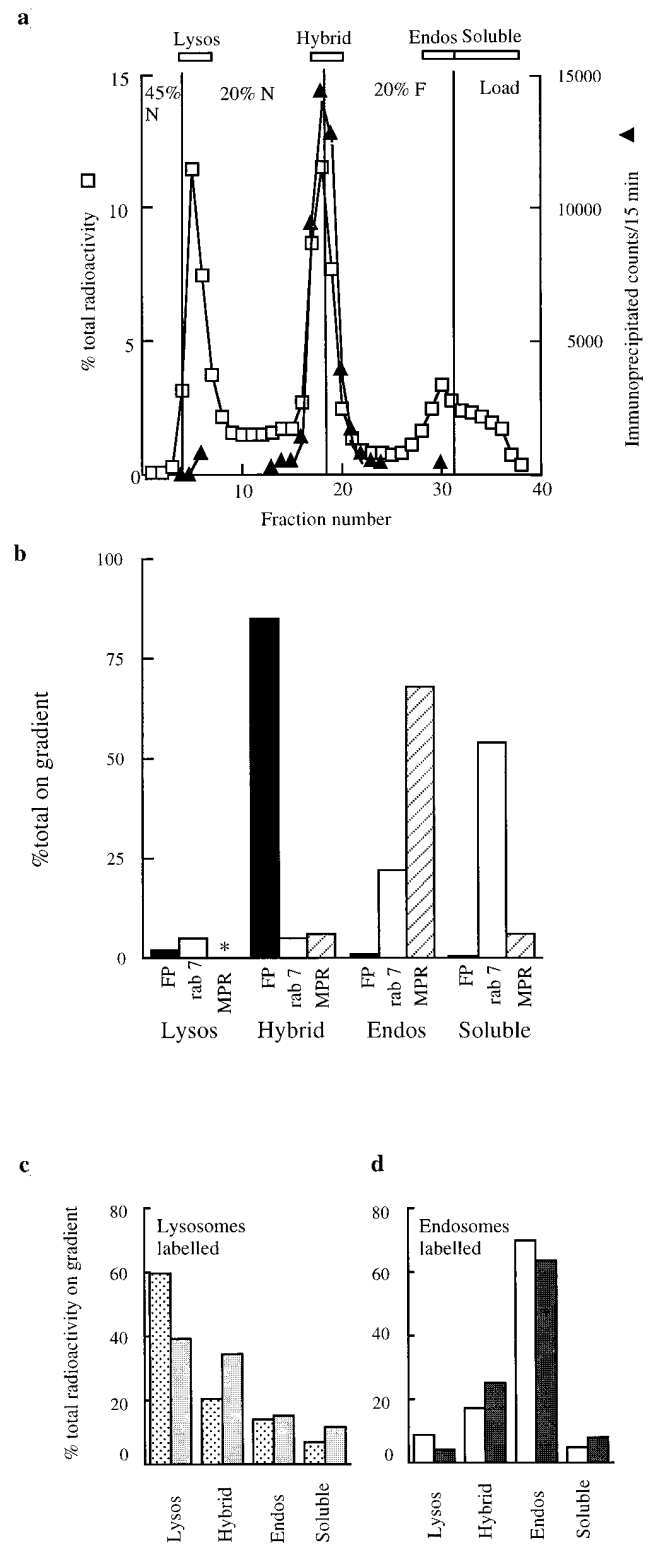 a
Lysos Hybrid Endos Soluble
15 15000
45% N 20% N 20% F Load
10 10000
5 5000
0
% total radioactivity
Immunoprecipitated counts/15 min
10 20 30 40
Fraction number
b
100
75
50
25
0
%total on gradient
*
FP rab 7 MPR FP rab 7 MPR FP rab 7 MPR FP rab 7 MPR
Lysos Hybrid Endos Soluble
c
80
60
40
20
0
% total radioactivity on gradient
Lysosomes
labelled
Lysos Hybrid Endos Soluble
d
80
60
40
20
0
Endosomes
labelled
Lysos Hybrid Endos Soluble